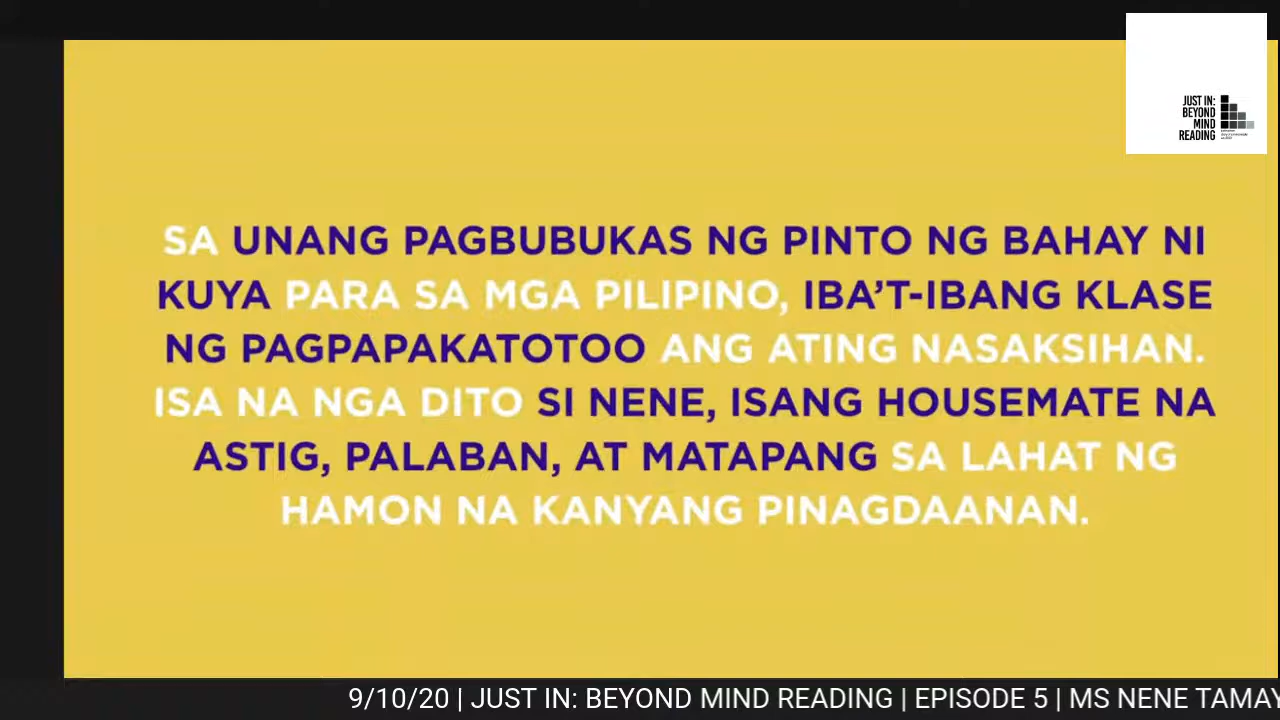 JUST IN:
BEYOND
MIND
READING
SA UNANG PAGBUBUKAS NG PINTO NG BAHAY NI
KUYA PARA SA MGA PILIPINO, IBA’T-IBANG KLASE
NG PAGPAPAKATOTOO ANG ATING NASAKSIHAN.
ISA NA NGA DITO SI NENE, ISANG HOUSEMATE NA
ASTIG, PALABAN, AT MATAPANG SA LAHAT NG
HAMON NA KANYANG PINAGDAANAN.
9/10/20 | JUST IN: BEYOND MIND READING | EPISODE 5 | MS NENE TAMAY